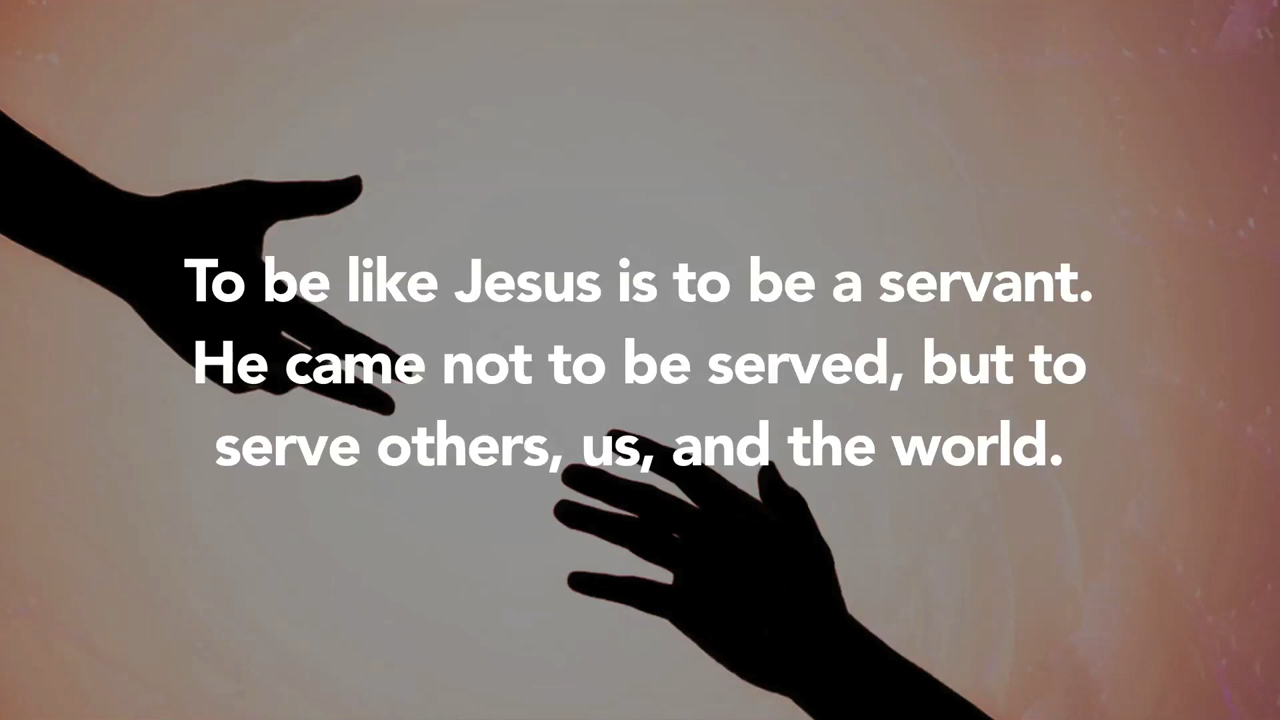 To be like Jesus is to be a servant.
He came not to be served, but to
serve others, us, and the world.